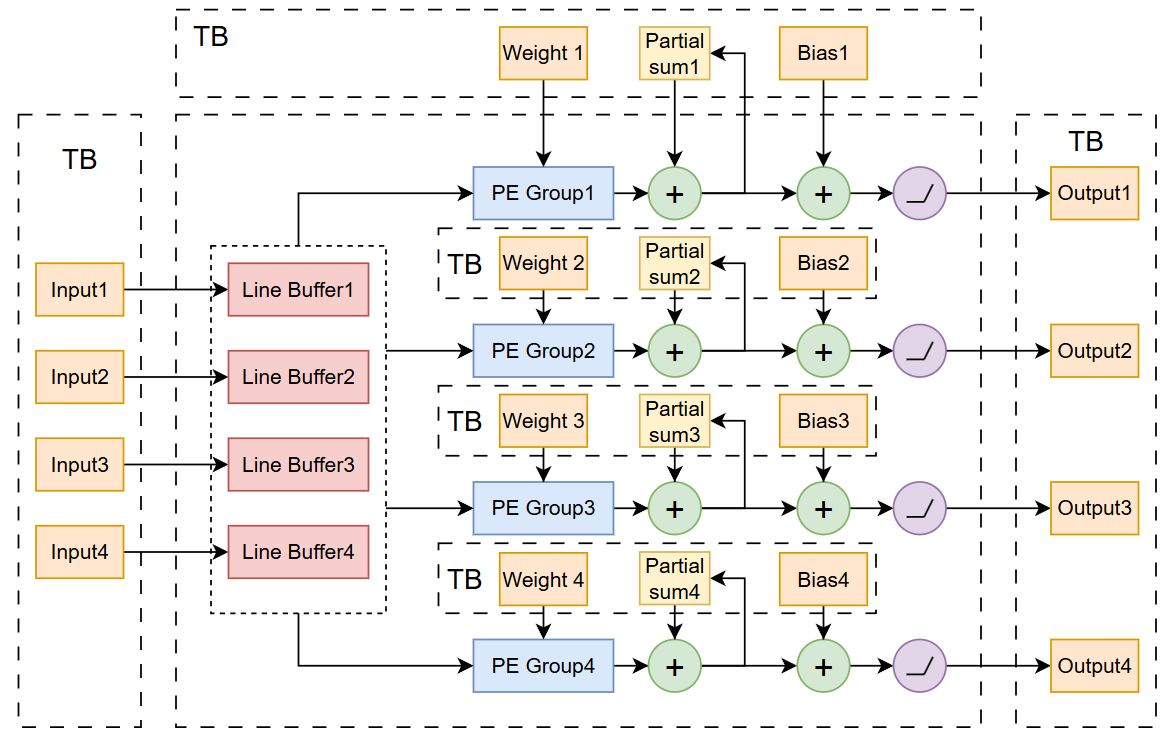 TB
Weight 1
Partial
sum1
Bias1
TB
TB
PE Group1
+
+
Output1
TB
Weight 2
Partial
sum2
Bias2
Input1
Line Buffer1
PE Group2
+
+
Output2
Input2
Line Buffer2
TB
Weight 3
Partial
sum3
Bias3
Input3
Line Buffer3
PE Group3
+
+
Output3
Input4
Line Buffer4
TB
Weight 4
Partial
sum4
Bias4
PE Group4
+
+
Output4